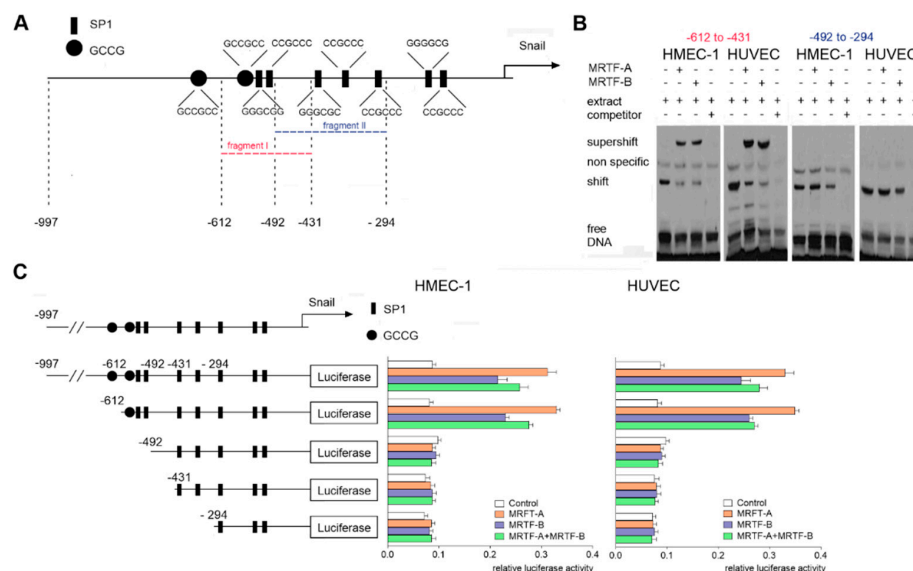 A
SP1
GCCG
GCCGCC CCGCCC CCGCCC GGGGCG
Snail
GCCGCC GGGCGG GGGCGC CCGCCC CCGCCC
fragment II
fragment I
-997 -612 -492 -431 - 294
B
-612 to -431 -492 to -294
HMEC-1 HUVEC HMEC-1 HUVEC
MRTF-A - + - - - + - - - + - - - + - -
MRTF-B - - + - - - + - - - + - - - + -
extract + + + + + + + + + + + + + + + +
competitor - - - + - - - + - - - + - - - +
supershift
non specific
shift
free
DNA
C
HMEC-1 HUVEC
Snail
SP1
GCCG
-997
-997 -612 -492 -431 - 294
Luciferase
-612
Luciferase
-492
Luciferase
-431
Luciferase
- 294
Luciferase
Control
MRFT-A
MRTF-B
MRTF-A+MRTF-B
0.0 0.1 0.2 0.3 0.4
relative luciferase activity
Control
MRTF-A
MRTF-B
MRTF-A+MRTF-B
0.0 0.1 0.2 0.3 0.4
relative luciferase activity